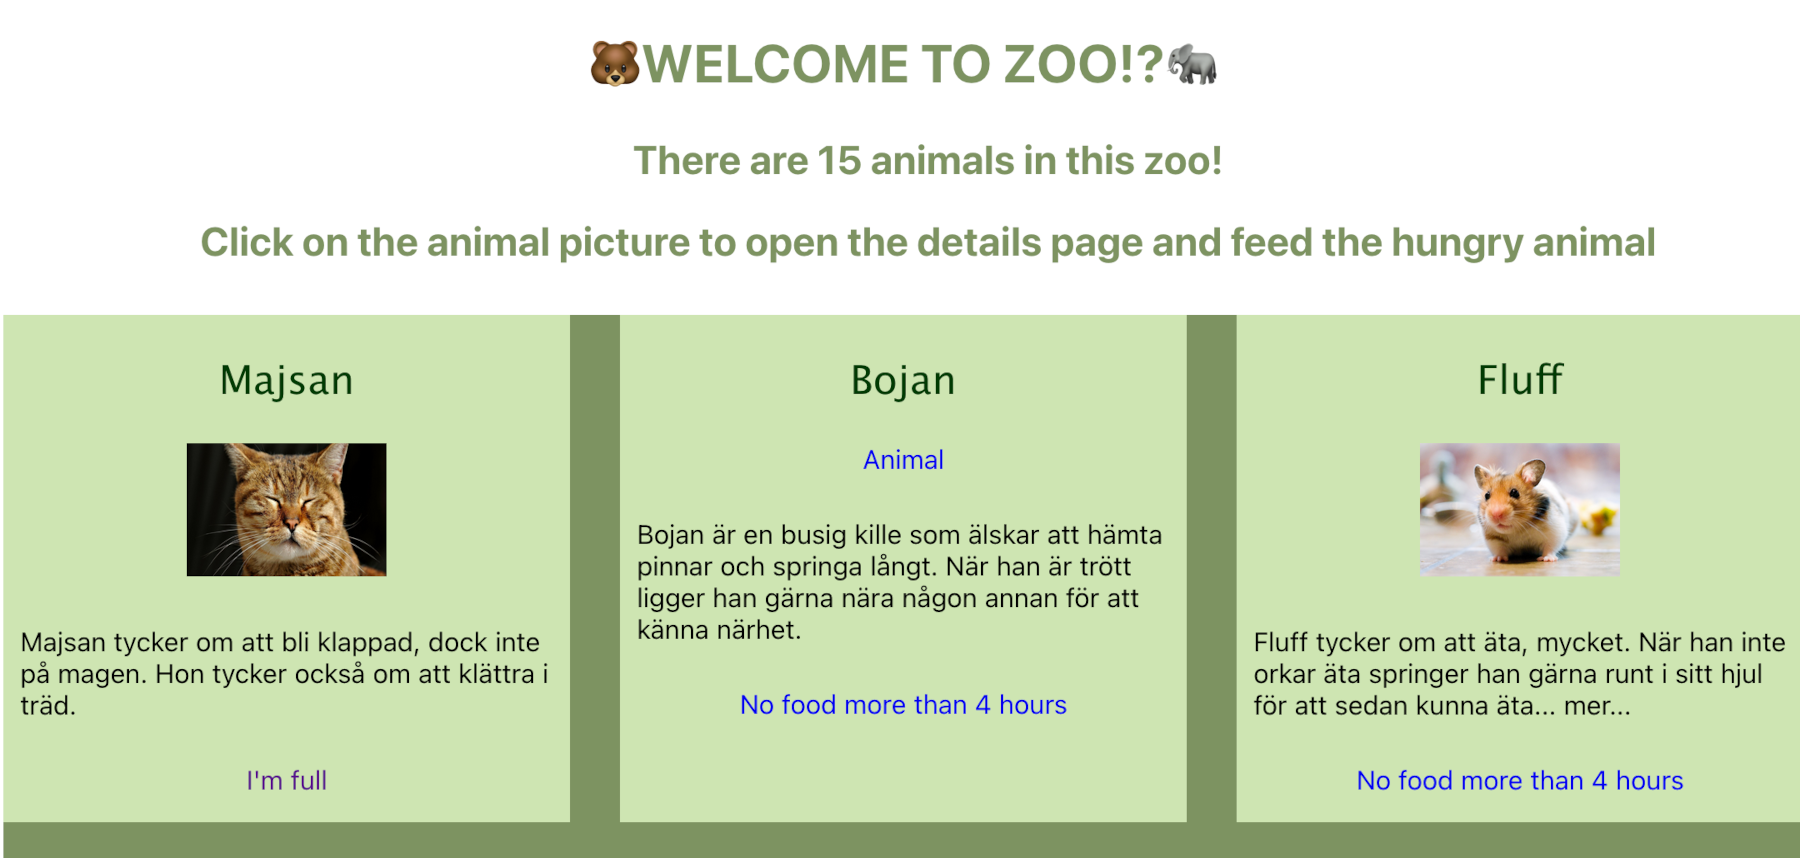 🐻WELCOME TO ZOO!?🐘
There are 15 animals in this zoo!
Click on the animal picture to open the details page and feed the hungry animal
Majsan
Majsan tycker om att bli klappad, dock inte
på magen. Hon tycker också om att klättra i
träd.
I'm full
Bojan
Animal
Bojan är en busig kille som älskar att hämta
pinnar och springa långt. När han är trött
ligger han gärna nära någon annan för att
känna närhet.
No food more than 4 hours
Fluff
Fluff tycker om att äta, mycket. När han inte
orkar äta springer han gärna runt i sitt hjul
för att sedan kunna äta... mer...
No food more than 4 hours